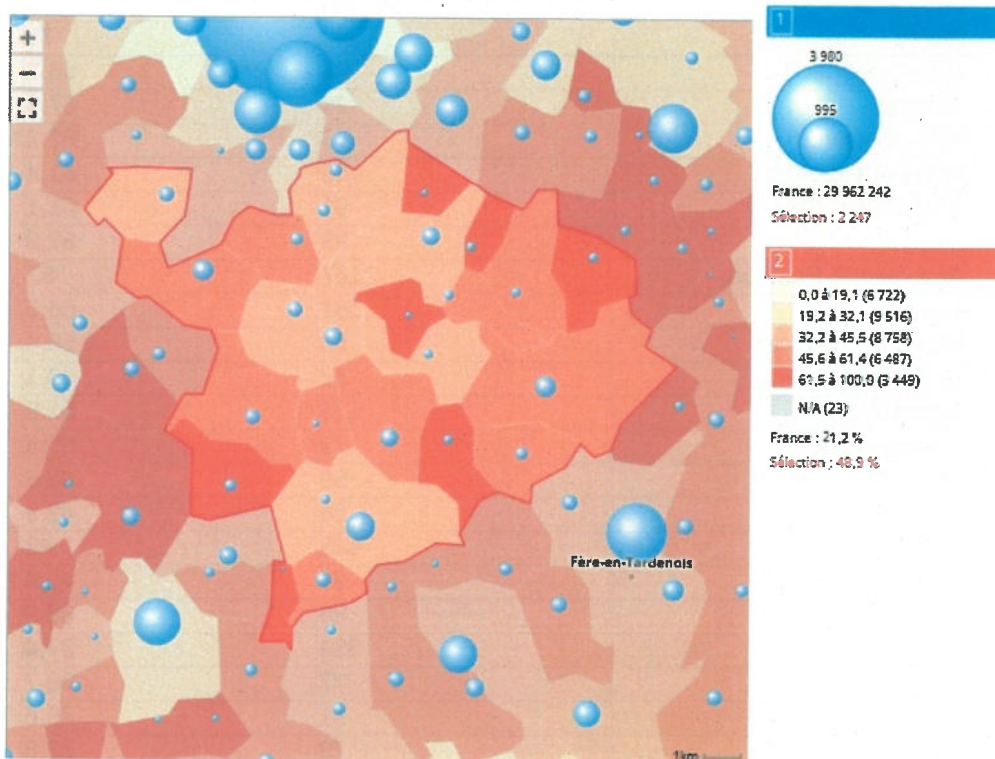 +
−
Fère-en-Tardenois
1km
1
3 980
995
France : 29 962 242
Sélection : 2 247
2
0,0 à 19,1 (6 722)
19,2 à 32,1 (9 516)
32,2 à 45,5 (8 758)
45,6 à 61,4 (6 487)
61,5 à 100,0 (3 449)
N/A (23)
France : 21,2 %
Sélection : 48,9 %